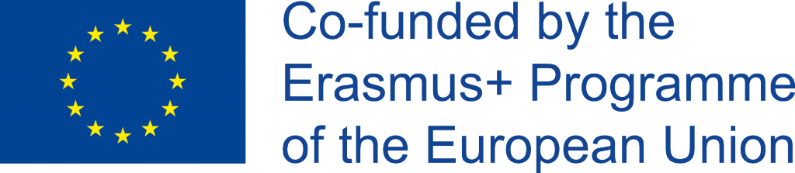 Co-funded by the
Erasmus+ Programme
of the European Union